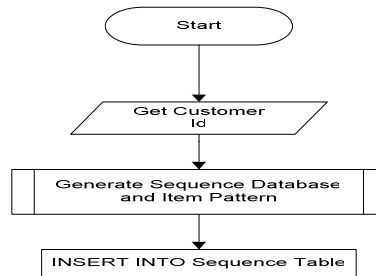 Start
Get Customer
Id
Generate Sequence Database
and Item Pattern
INSERT INTO Sequence Table